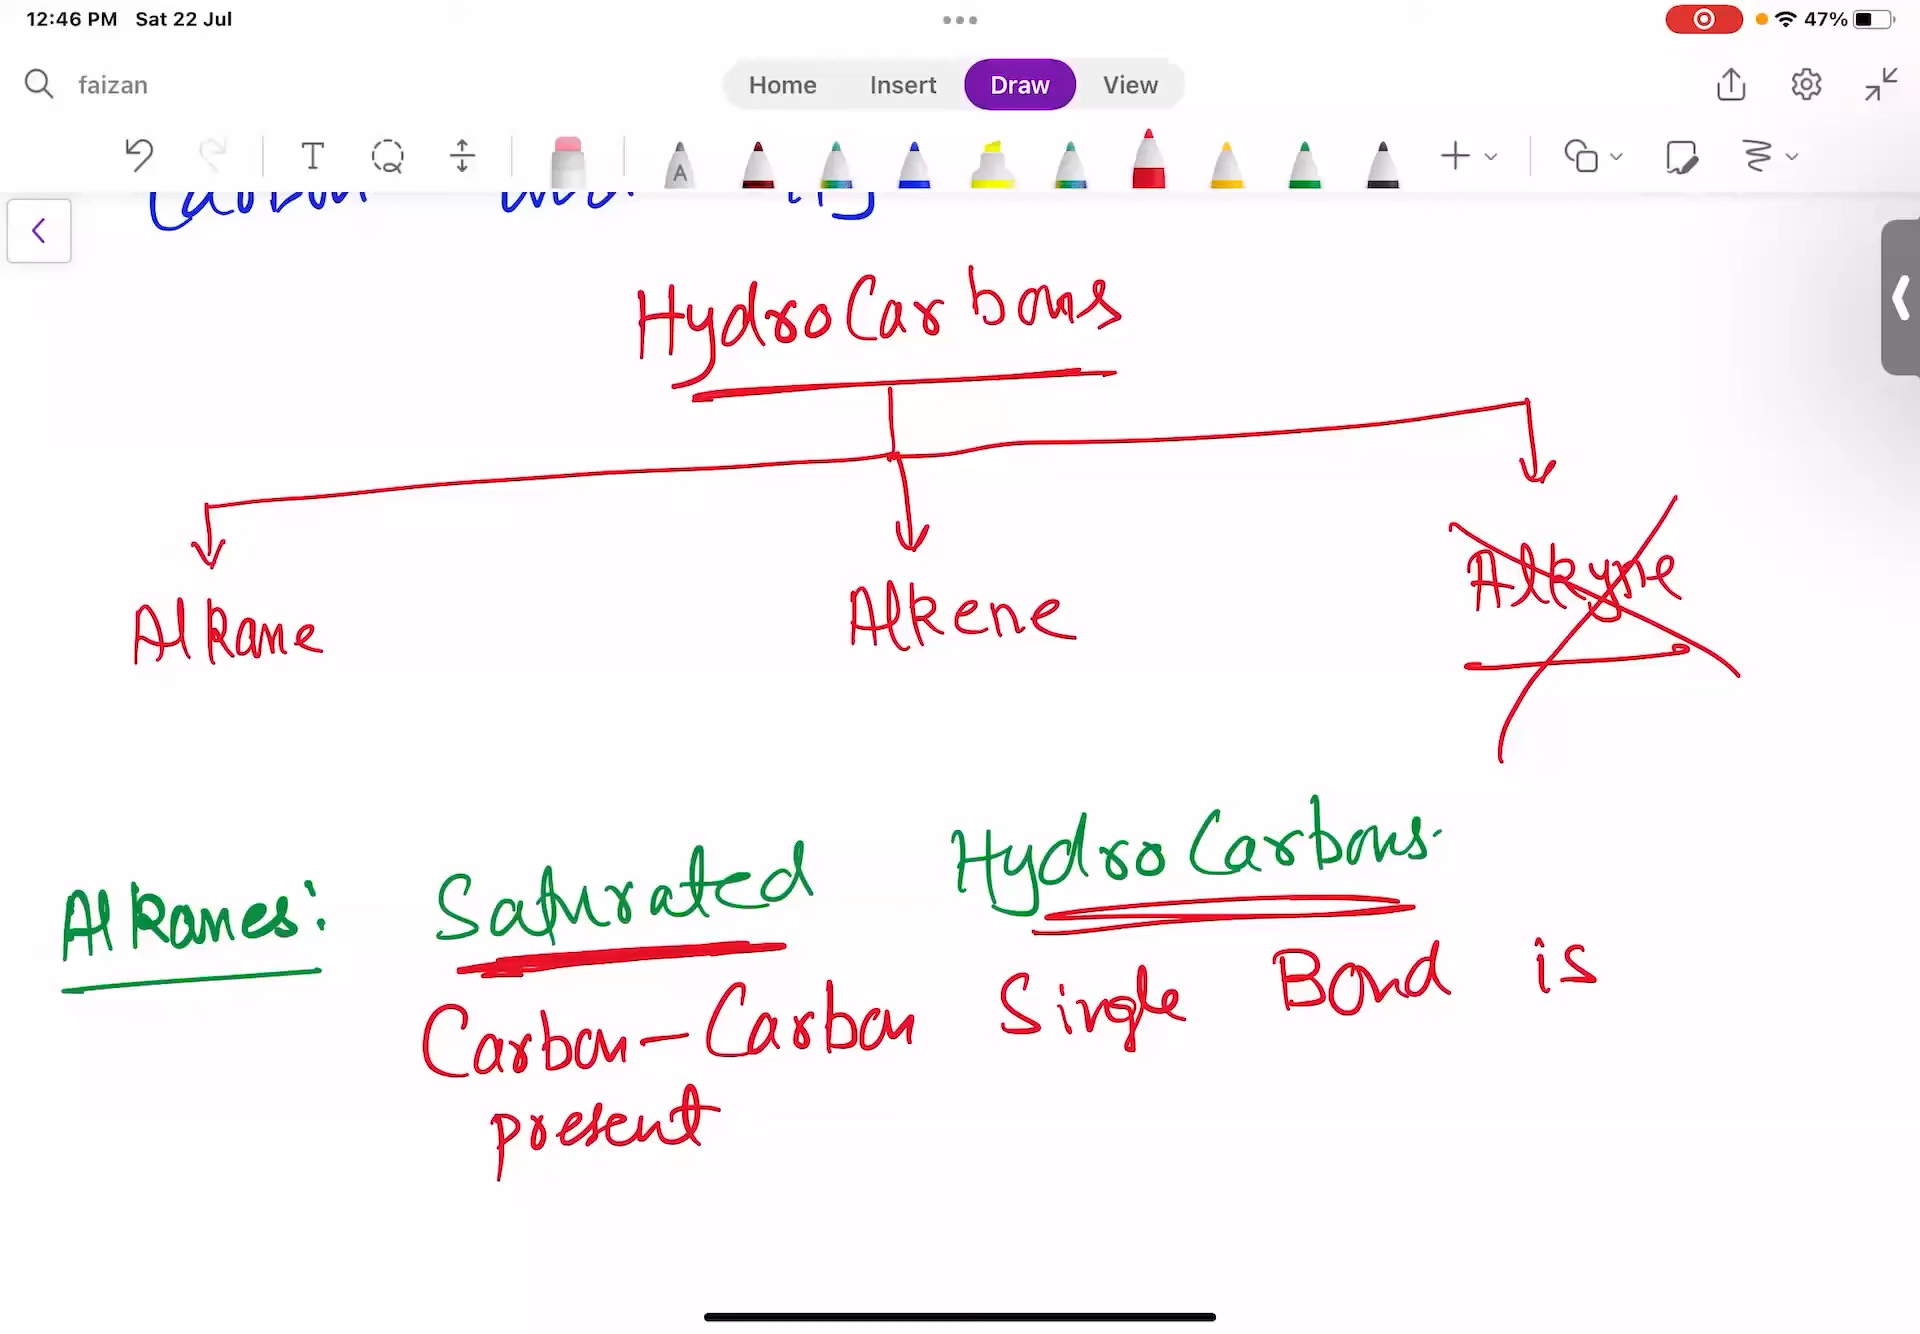 12:46 PM Sat 22 Jul
47%
faizan
Home Insert Draw View
A
Carbon
HydroCarbons
Alkane Alkene Alkyne
Alkanes: Saturated HydroCarbons.
Carbon-Carbon Single Bond is
present